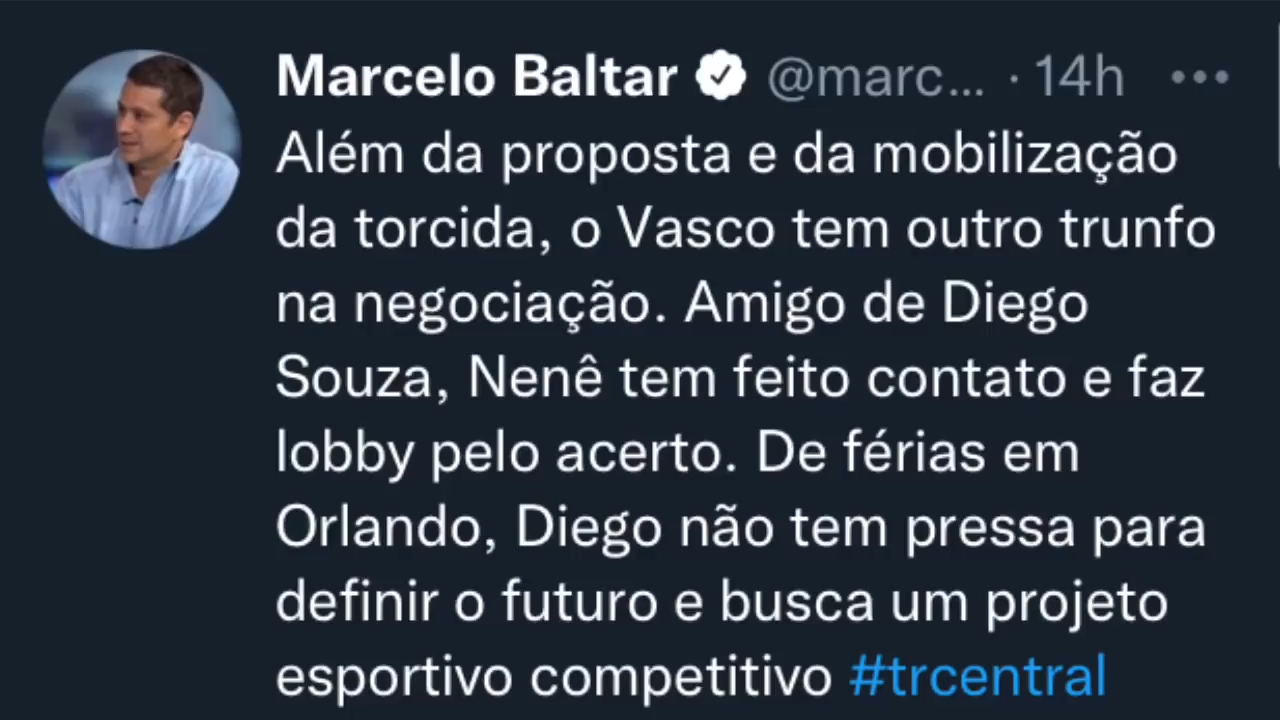 Marcelo Baltar @marc... · 14h
Além da proposta e da mobilização
da torcida, o Vasco tem outro trunfo
na negociação. Amigo de Diego
Souza, Nenê tem feito contato e faz
lobby pelo acerto. De férias em
Orlando, Diego não tem pressa para
definir o futuro e busca um projeto
esportivo competitivo #trcentral